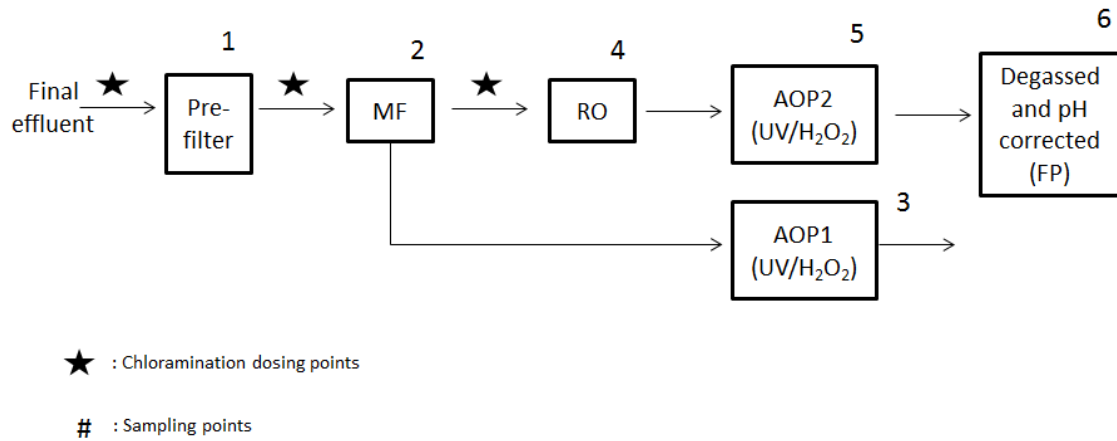 1
2
4
5
6
Final
effluent
Pre-
filter
MF
RO
AOP2
(UV/H₂O₂)
Degassed
and pH
corrected
(FP)
3
AOP1
(UV/H₂O₂)
★ : Chloramination dosing points
# : Sampling points